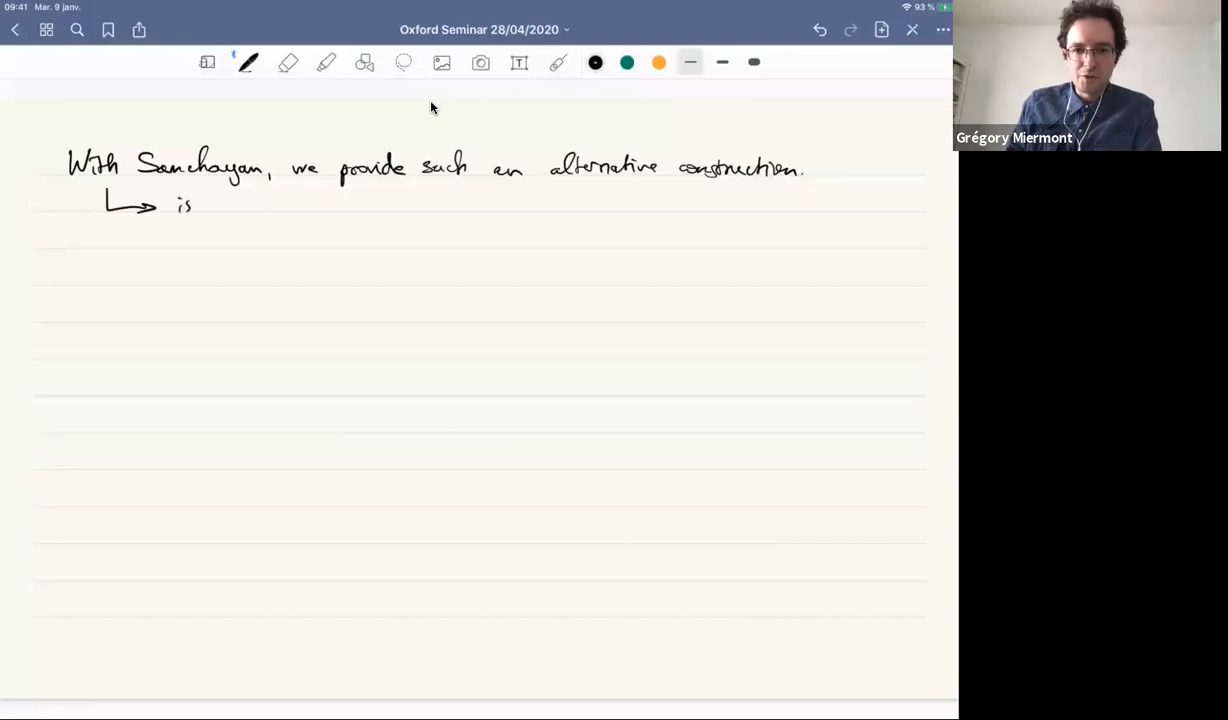 09:41 Mar. 9 janv.
93 %
Oxford Seminar 28/04/2020
T
Grégory Miermont
With Sanchayan, we provide such an alternative construction.
is